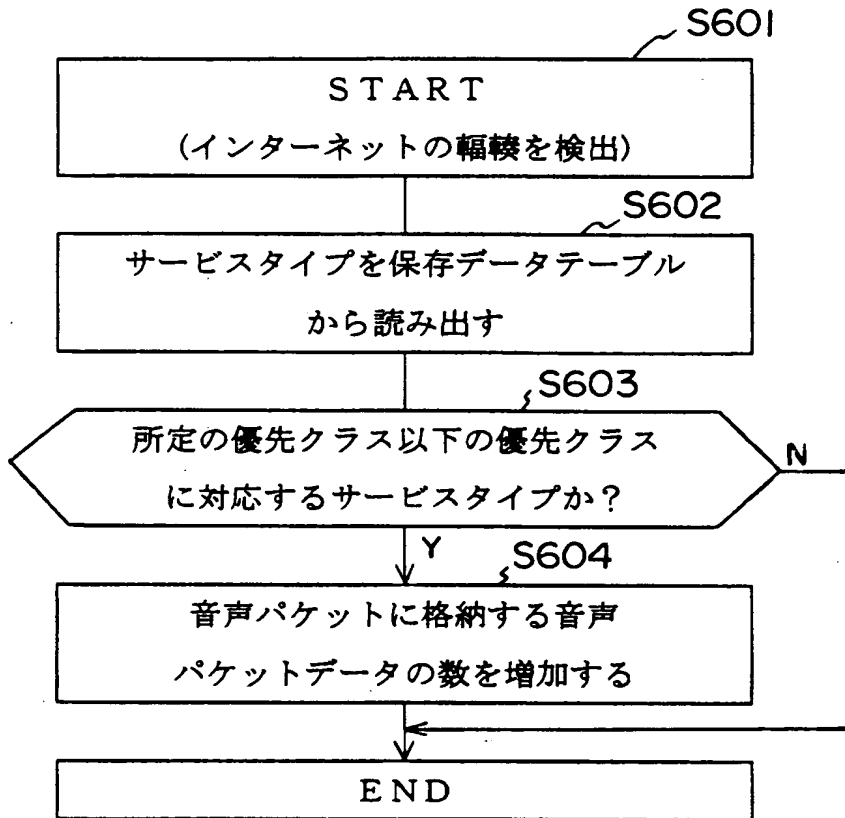 S601
START
(インターネットの輻輳を検出)
S602
サービスタイプを保存データテーブル
から読み出す
S603
所定の優先クラス以下の優先クラス
に対応するサービスタイプか？
N
Y
S604
音声パケットに格納する音声
パケットデータの数を増加する
END